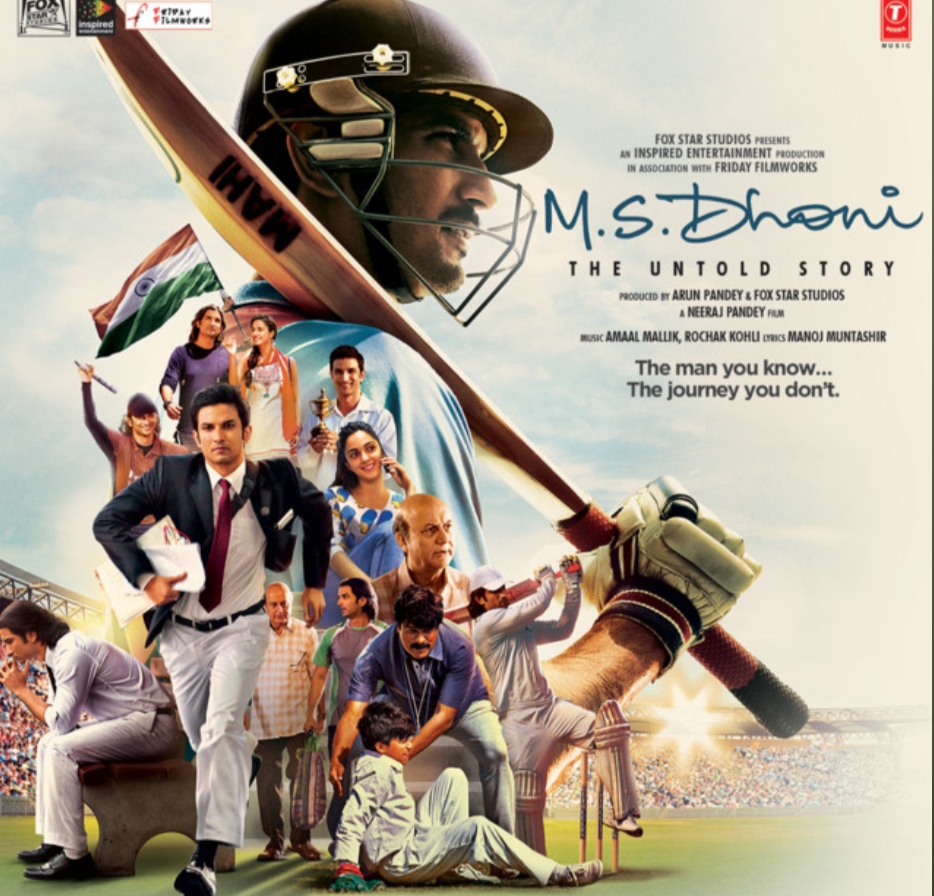 FOX
STAR
STUDIOS
inspired
entertainment
f FRIDAY
FILMWORKS
T
SERIES
MUSIC
MAHI
FOX STAR STUDIOS PRESENTS
AN INSPIRED ENTERTAINMENT PRODUCTION
IN ASSOCIATION WITH FRIDAY FILMWORKS
M.S.Dhoni
THE UNTOLD STORY
PRODUCED BY ARUN PANDEY & FOX STAR STUDIOS
A NEERAJ PANDEY FILM
MUSIC AMAAL MALLIK, ROCHAK KOHLI LYRICS MANOJ MUNTASHIR
The man you know...
The journey you don't.